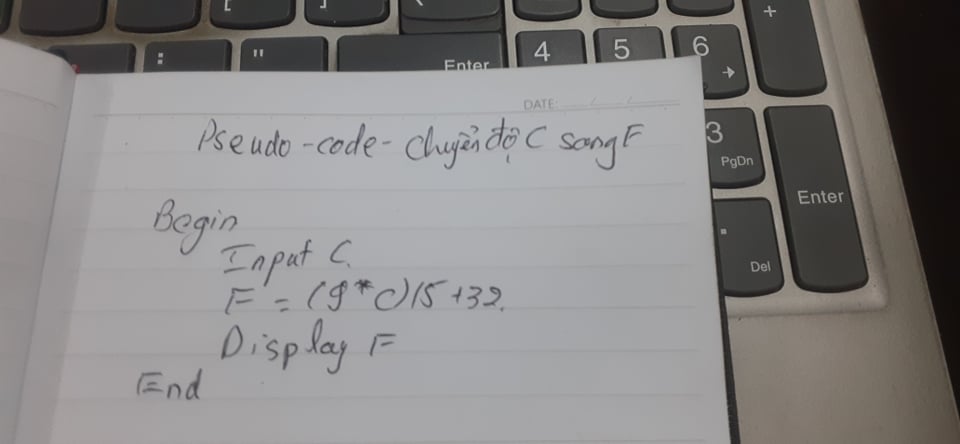 [
]
:
"
Enter
4
5
6
+
DATE:
3
PgDn
Enter
.
Del
Pseudo-code- chuyển độ C sang F
Begin
Input C.
F = (9*C)/5+32.
Display F
End